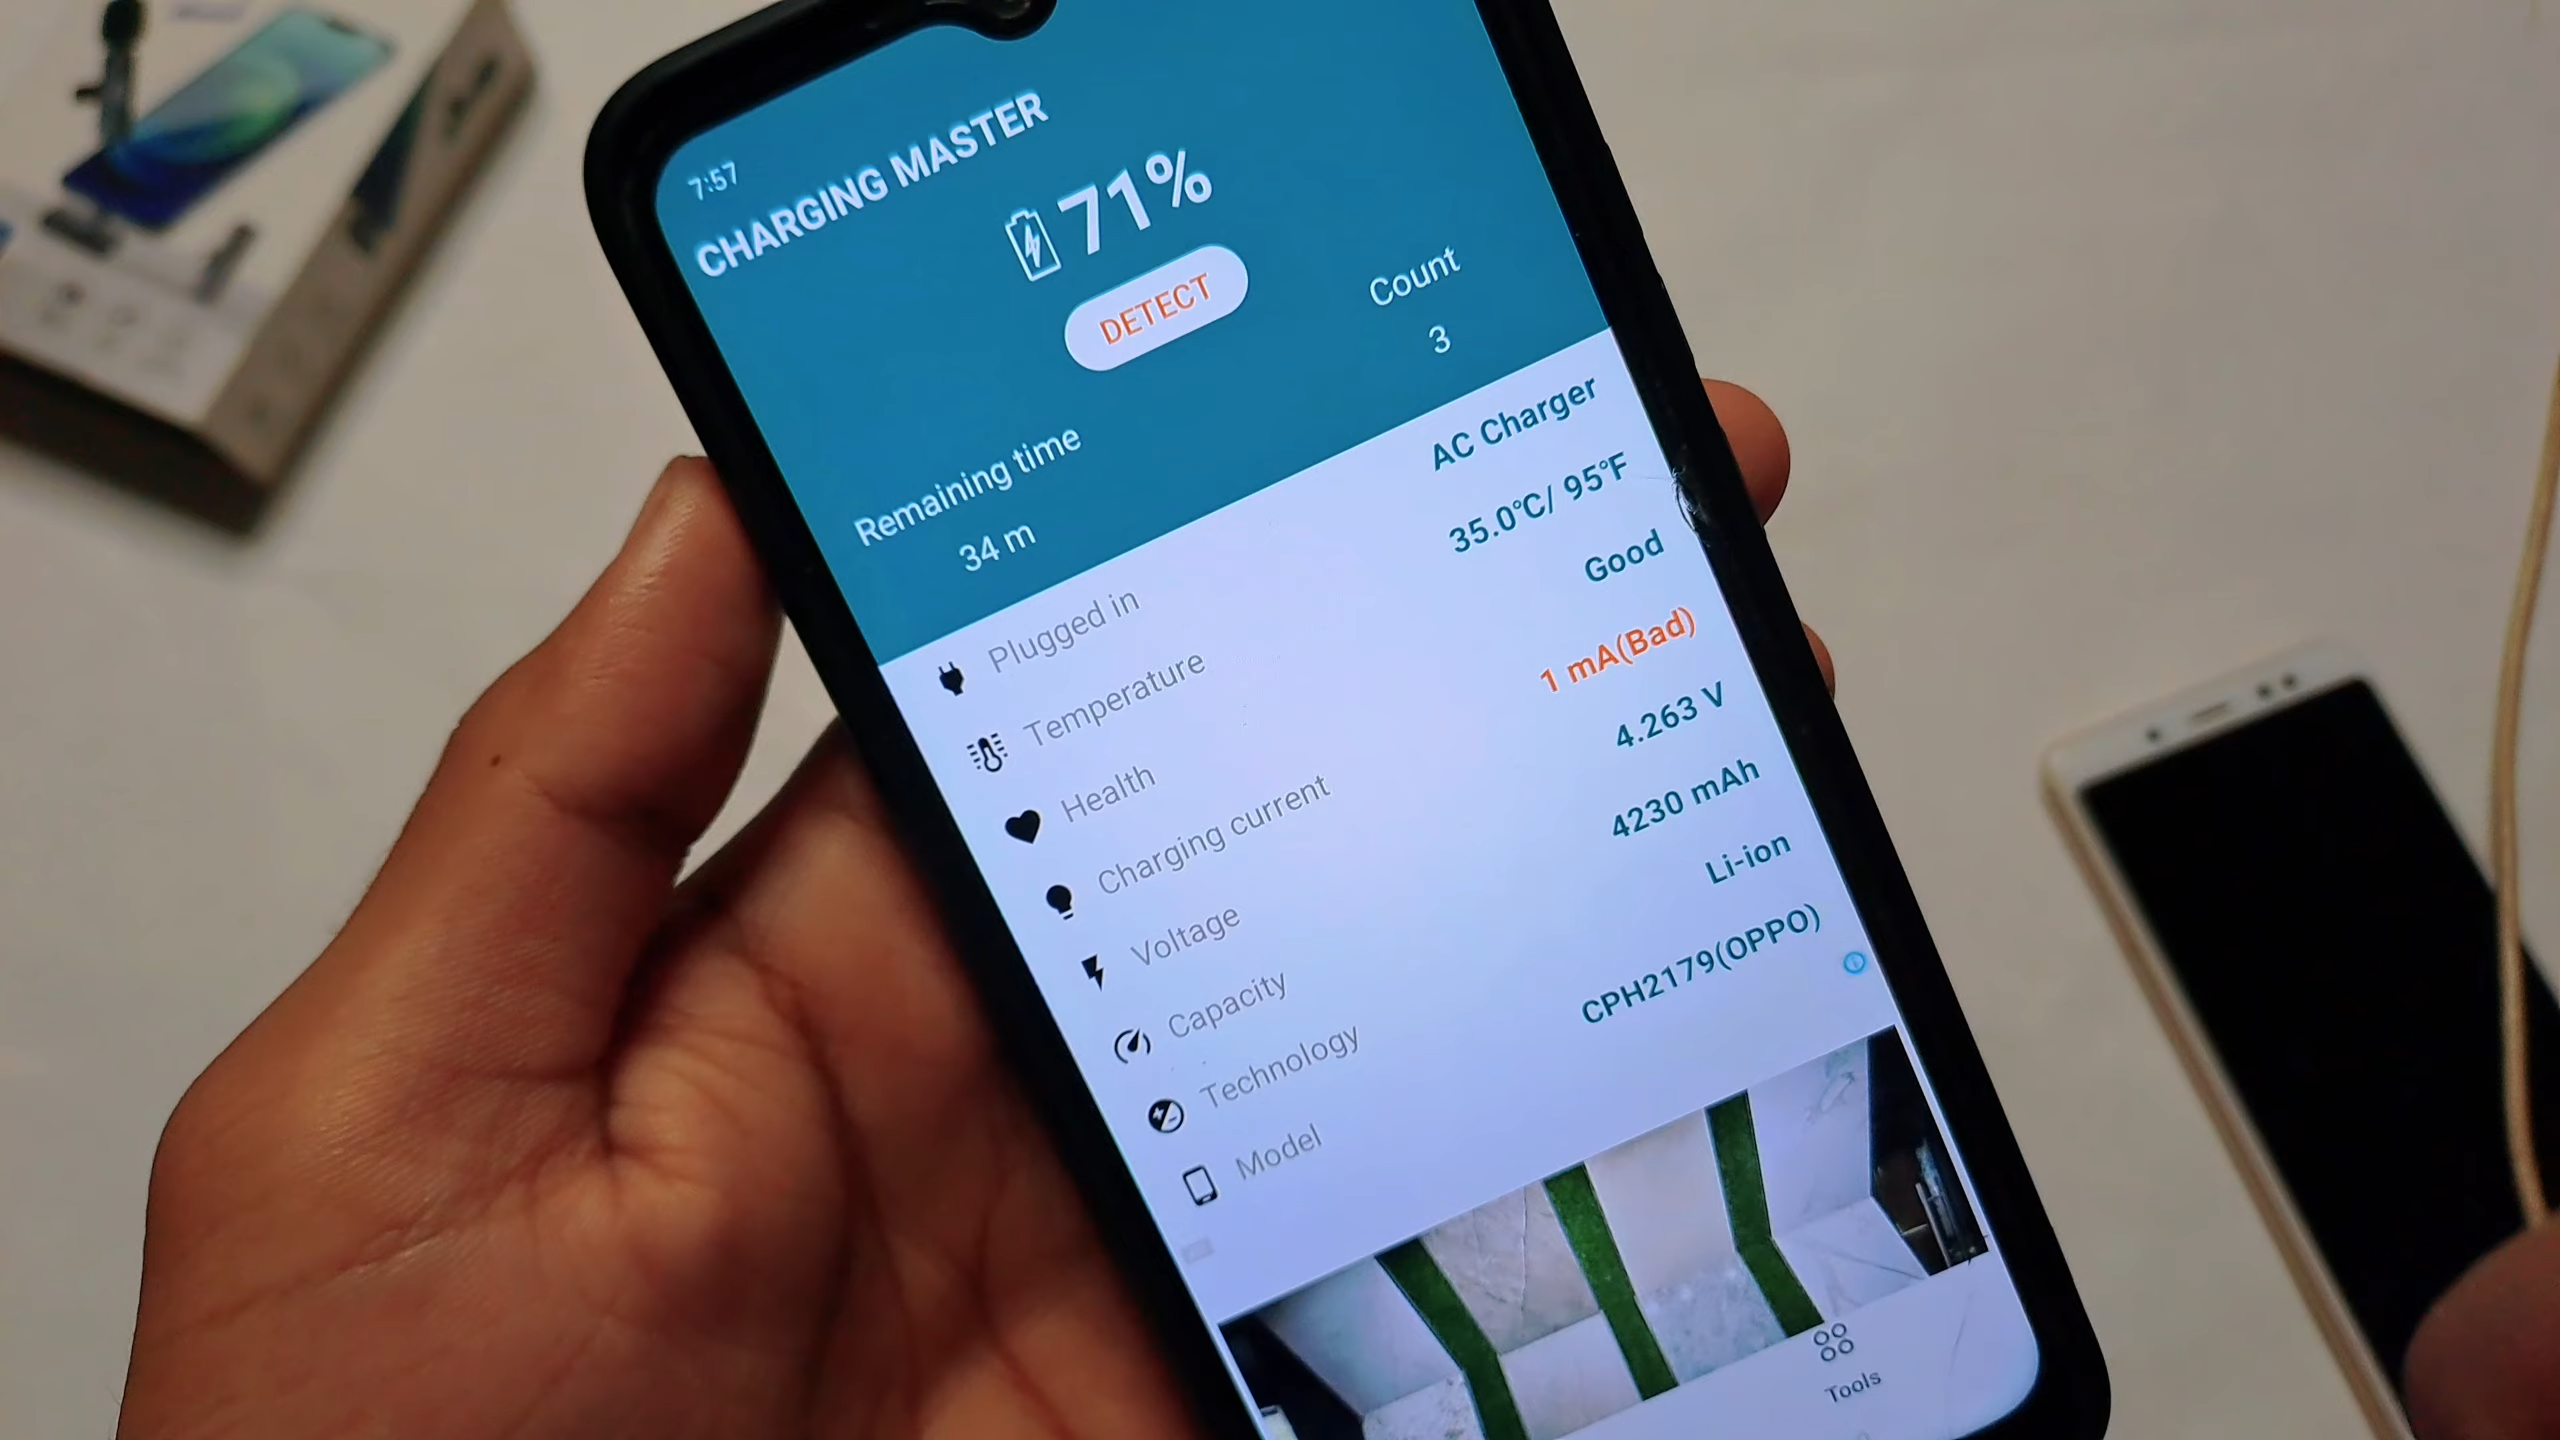 7:57
CHARGING MASTER
71%
DETECT
Remaining time
34 m
Count
3
Plugged in AC Charger
Temperature 35.0°C/ 95°F
Health Good
Charging current 1 mA(Bad)
Voltage 4.263 V
Capacity 4230 mAh
Technology Li-ion
Model CPH2179(OPPO)
Tools